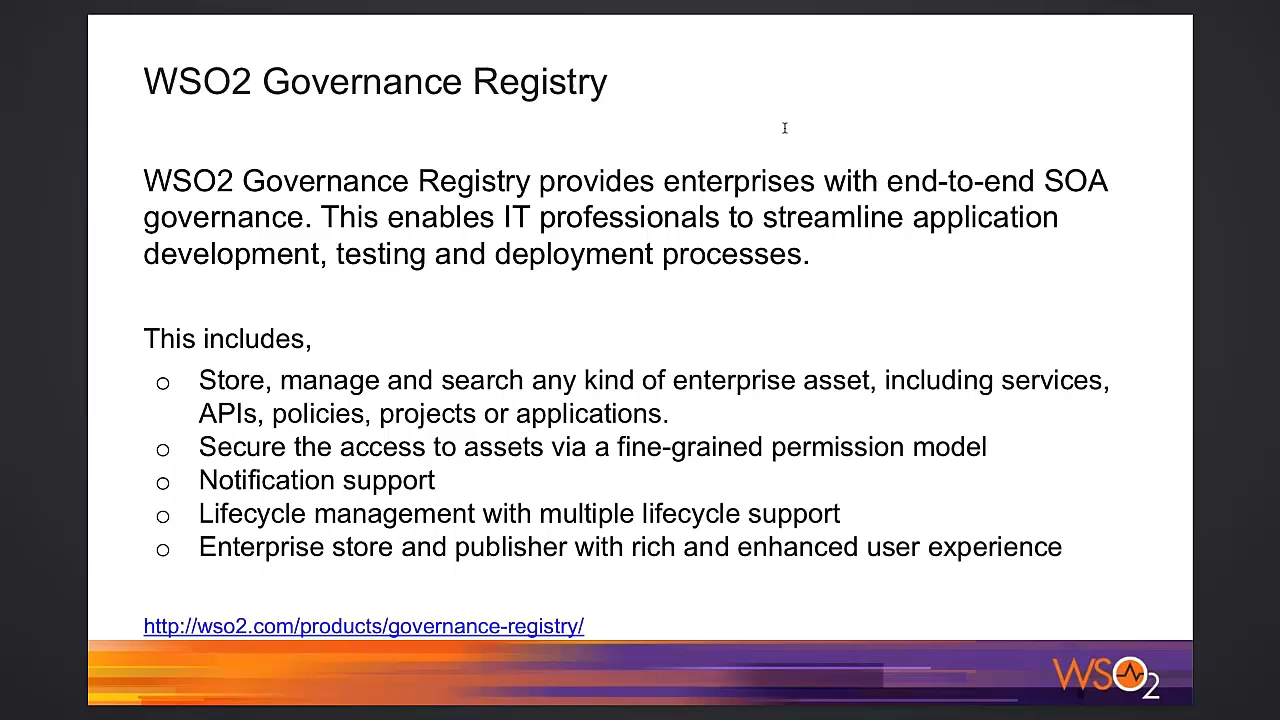 WSO2 Governance Registry
WSO2 Governance Registry provides enterprises with end-to-end SOA
governance. This enables IT professionals to streamline application
development, testing and deployment processes.
This includes,
o Store, manage and search any kind of enterprise asset, including services,
APIs, policies, projects or applications.
o Secure the access to assets via a fine-grained permission model
o Notification support
o Lifecycle management with multiple lifecycle support
o Enterprise store and publisher with rich and enhanced user experience
http://wso2.com/products/governance-registry/
WSO2